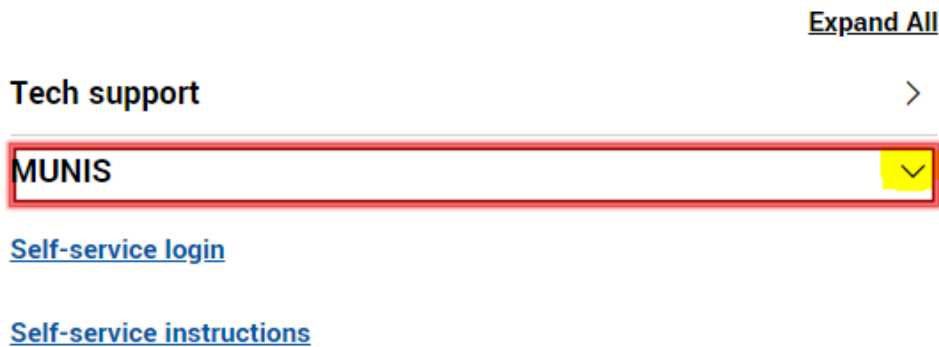 Expand All
Tech support
MUNIS
Self-service login
Self-service instructions